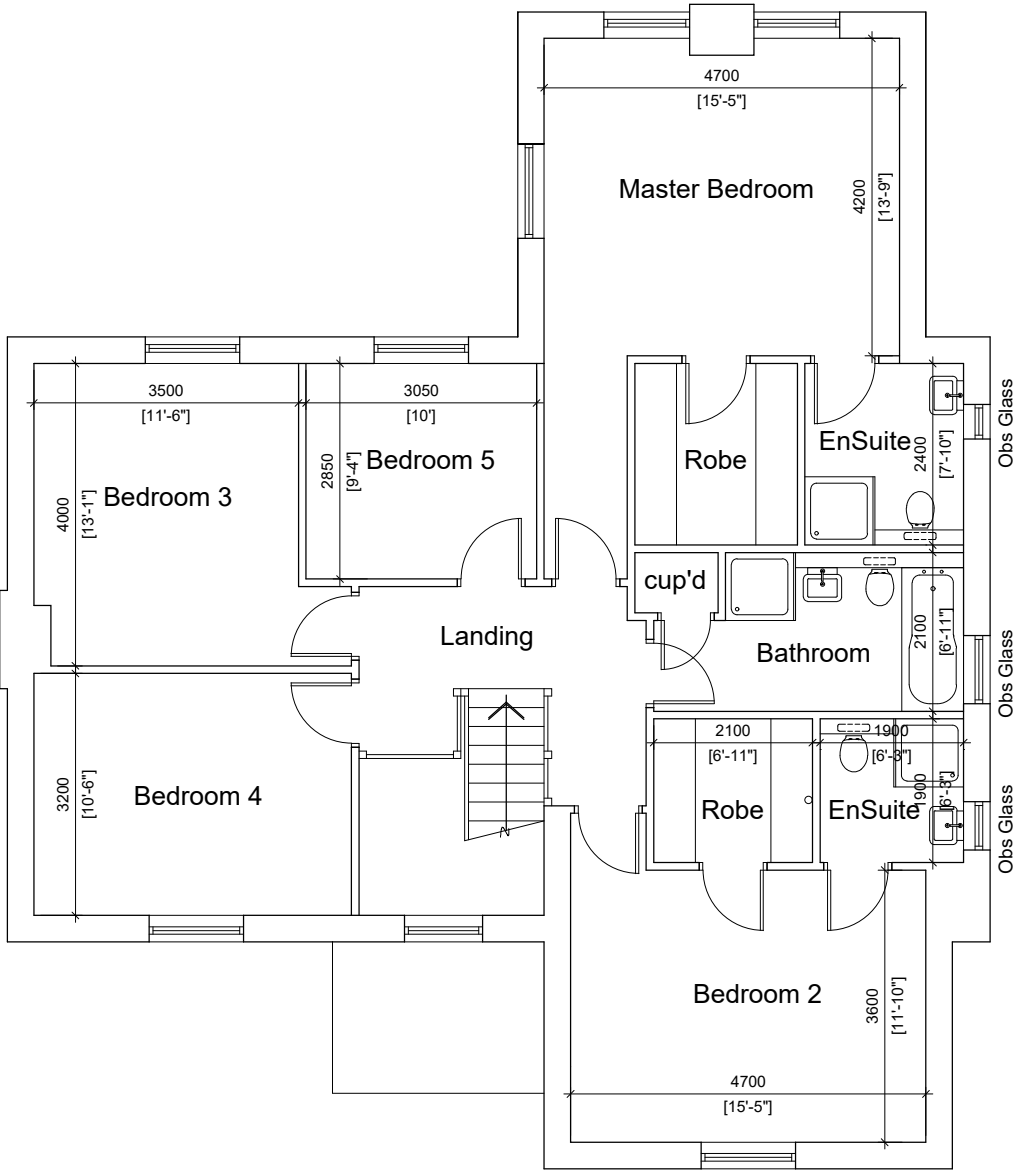 4700
[15'-5"]
Master Bedroom
4200
[13'-9"]
3500
[11'-6"]
3050
[10']
Bedroom 3
4000
[13'-1"]
Bedroom 5
2850
[9'-4"]
Robe
EnSuite
2400
[7'-10"]
Obs Glass
cup'd
Landing
Bathroom
2100
[6'-11"]
Obs Glass
Bedroom 4
3200
[10'-6"]
N
2100
[6'-11"]
1900
[6'-3"]
Robe
EnSuite
1900
[6'-3"]
Obs Glass
Bedroom 2
3600
[11'-10"]
4700
[15'-5"]